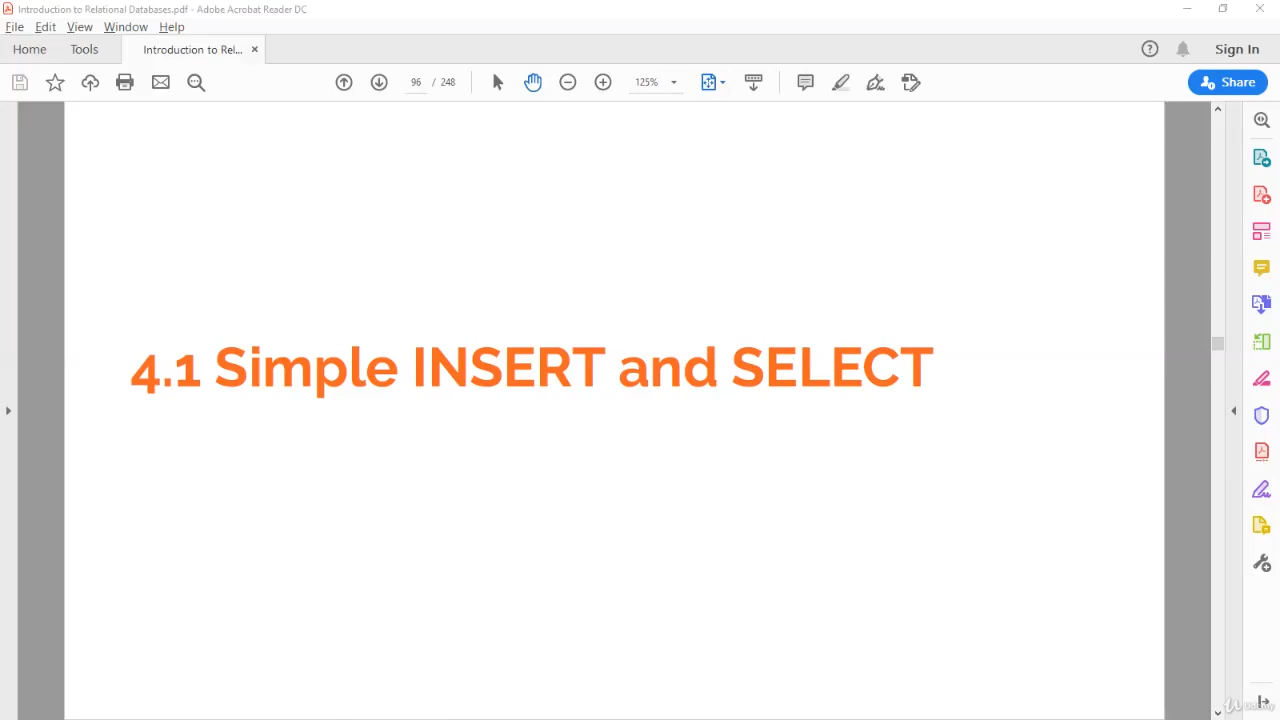 Introduction to Relational Databases.pdf - Adobe Acrobat Reader DC
File Edit View Window Help
Home Tools Introduction to Rel... × Sign In
96 / 248 125% Share
4.1 Simple INSERT and SELECT
Udemy